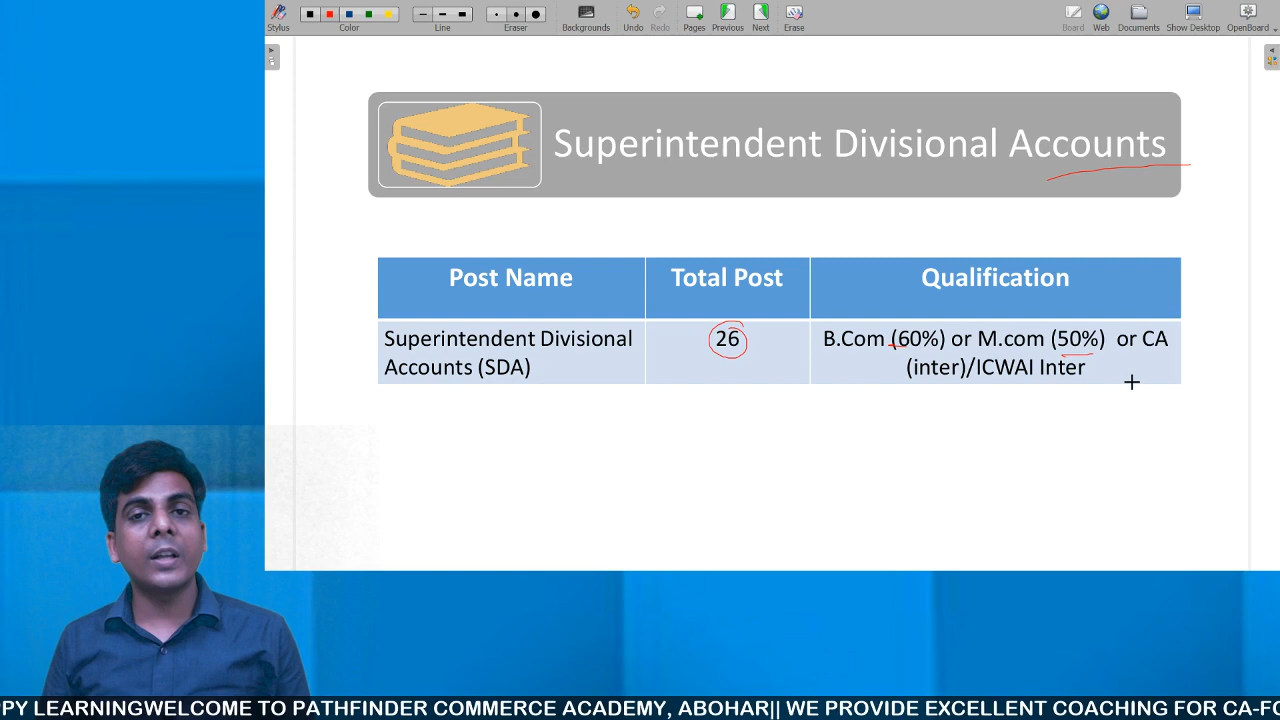 Stylus
Color
Line
Eraser
Backgrounds
Undo
Redo
Pages
Previous
Next
Erase
Board
Web
Documents
Show Desktop
OpenBoard
Superintendent Divisional Accounts
Post Name
Total Post
Qualification
Superintendent Divisional
Accounts (SDA)
26
B.Com (60%) or M.com (50%) or CA
(inter)/ICWAI Inter
PPY LEARNINGWELCOME TO PATHFINDER COMMERCE ACADEMY, ABOHAR|| WE PROVIDE EXCELLENT COACHING FOR CA-FO